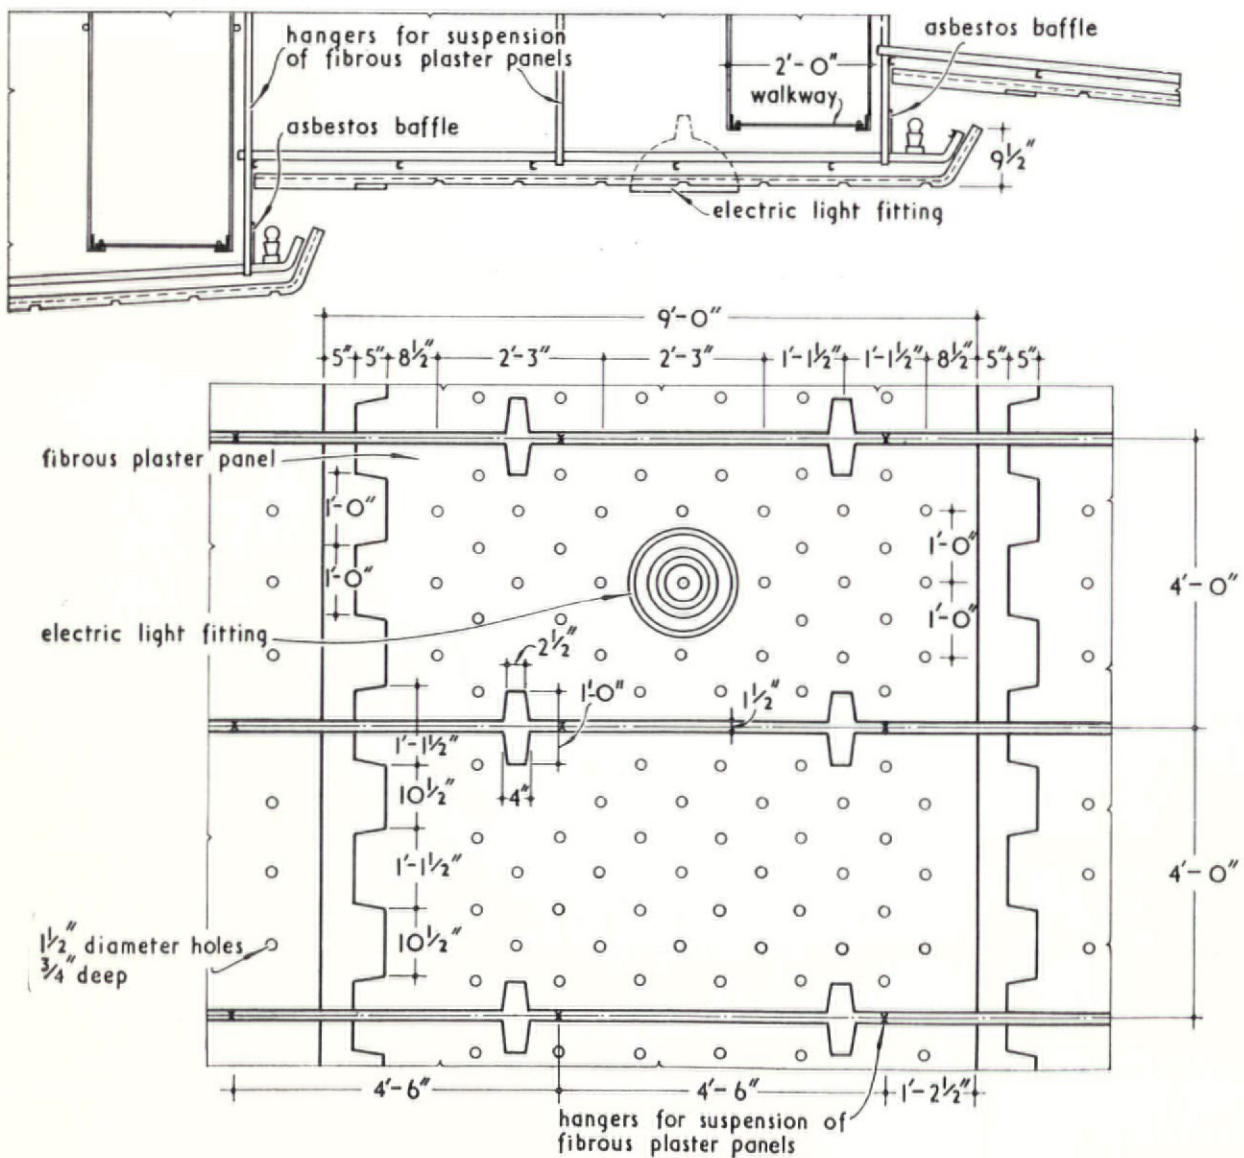 hangers for suspension
of fibrous plaster panels
asbestos baffle
2'-0"
walkway
asbestos baffle
9½"
electric light fitting
9'-0"
5" 5" 8½" 2'-3" 2'-3" 1'-1½" 1'-1½" 8½" 5" 5"
fibrous plaster panel
1'-0"
1'-0"
1'-0"
1'-0"
4'-0"
electric light fitting
2½"
1'-0"
1½"
1'-1½"
10½"
4"
1'-1½"
10½"
4'-0"
1½" diameter holes
¾" deep
4'-6" 4'-6" 1'-2½"
hangers for suspension of
fibrous plaster panels